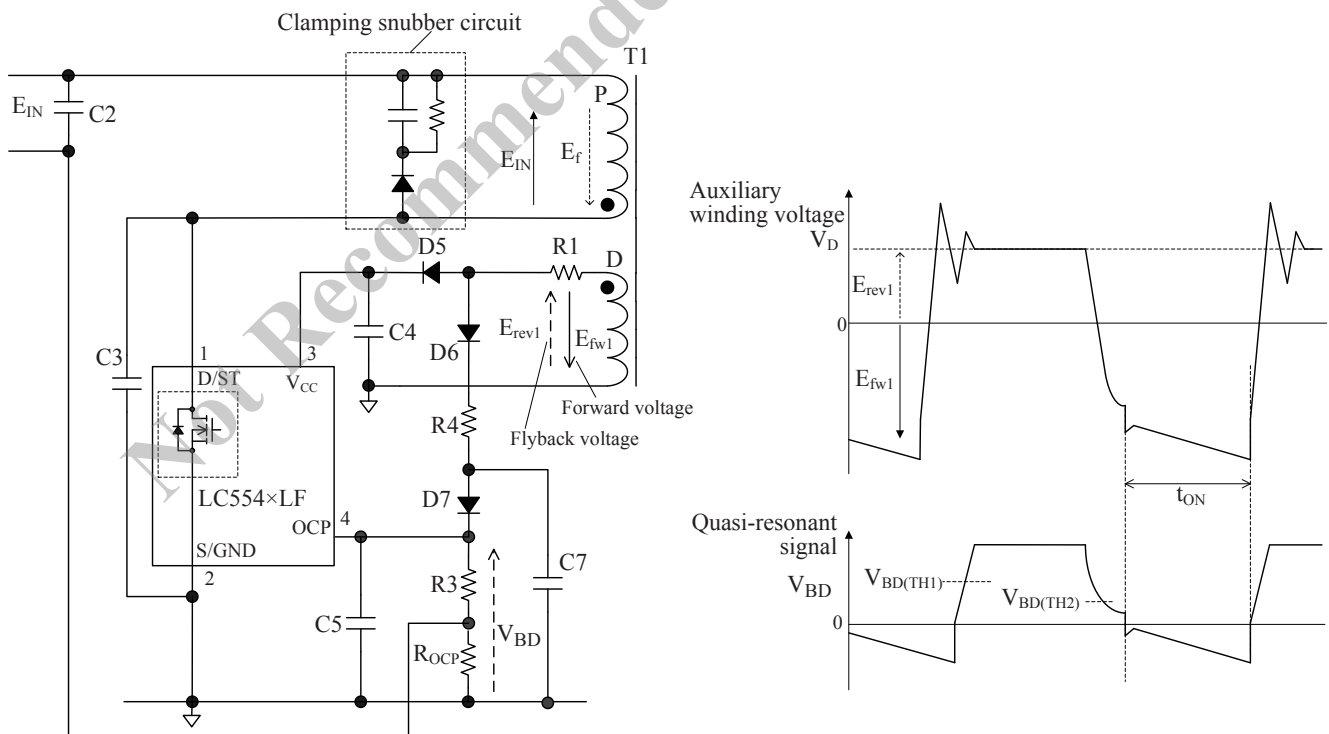 Clamping snubber circuit
T1
P
E_IN
C2
E_IN
E_f
D5
R1
D
C4
E_rev1
E_fw1
D6
C3
1
3
D/ST
V_CC
Forward voltage
R4
Flyback voltage
LC554×LF
D7
OCP
4
S/GND
2
C7
R3
C5
V_BD
R_OCP
Auxiliary
winding voltage
V_D
E_rev1
0
E_fw1
t_ON
Quasi-resonant
signal
V_BD
V_BD(TH1)
V_BD(TH2)
0
Not Recommende